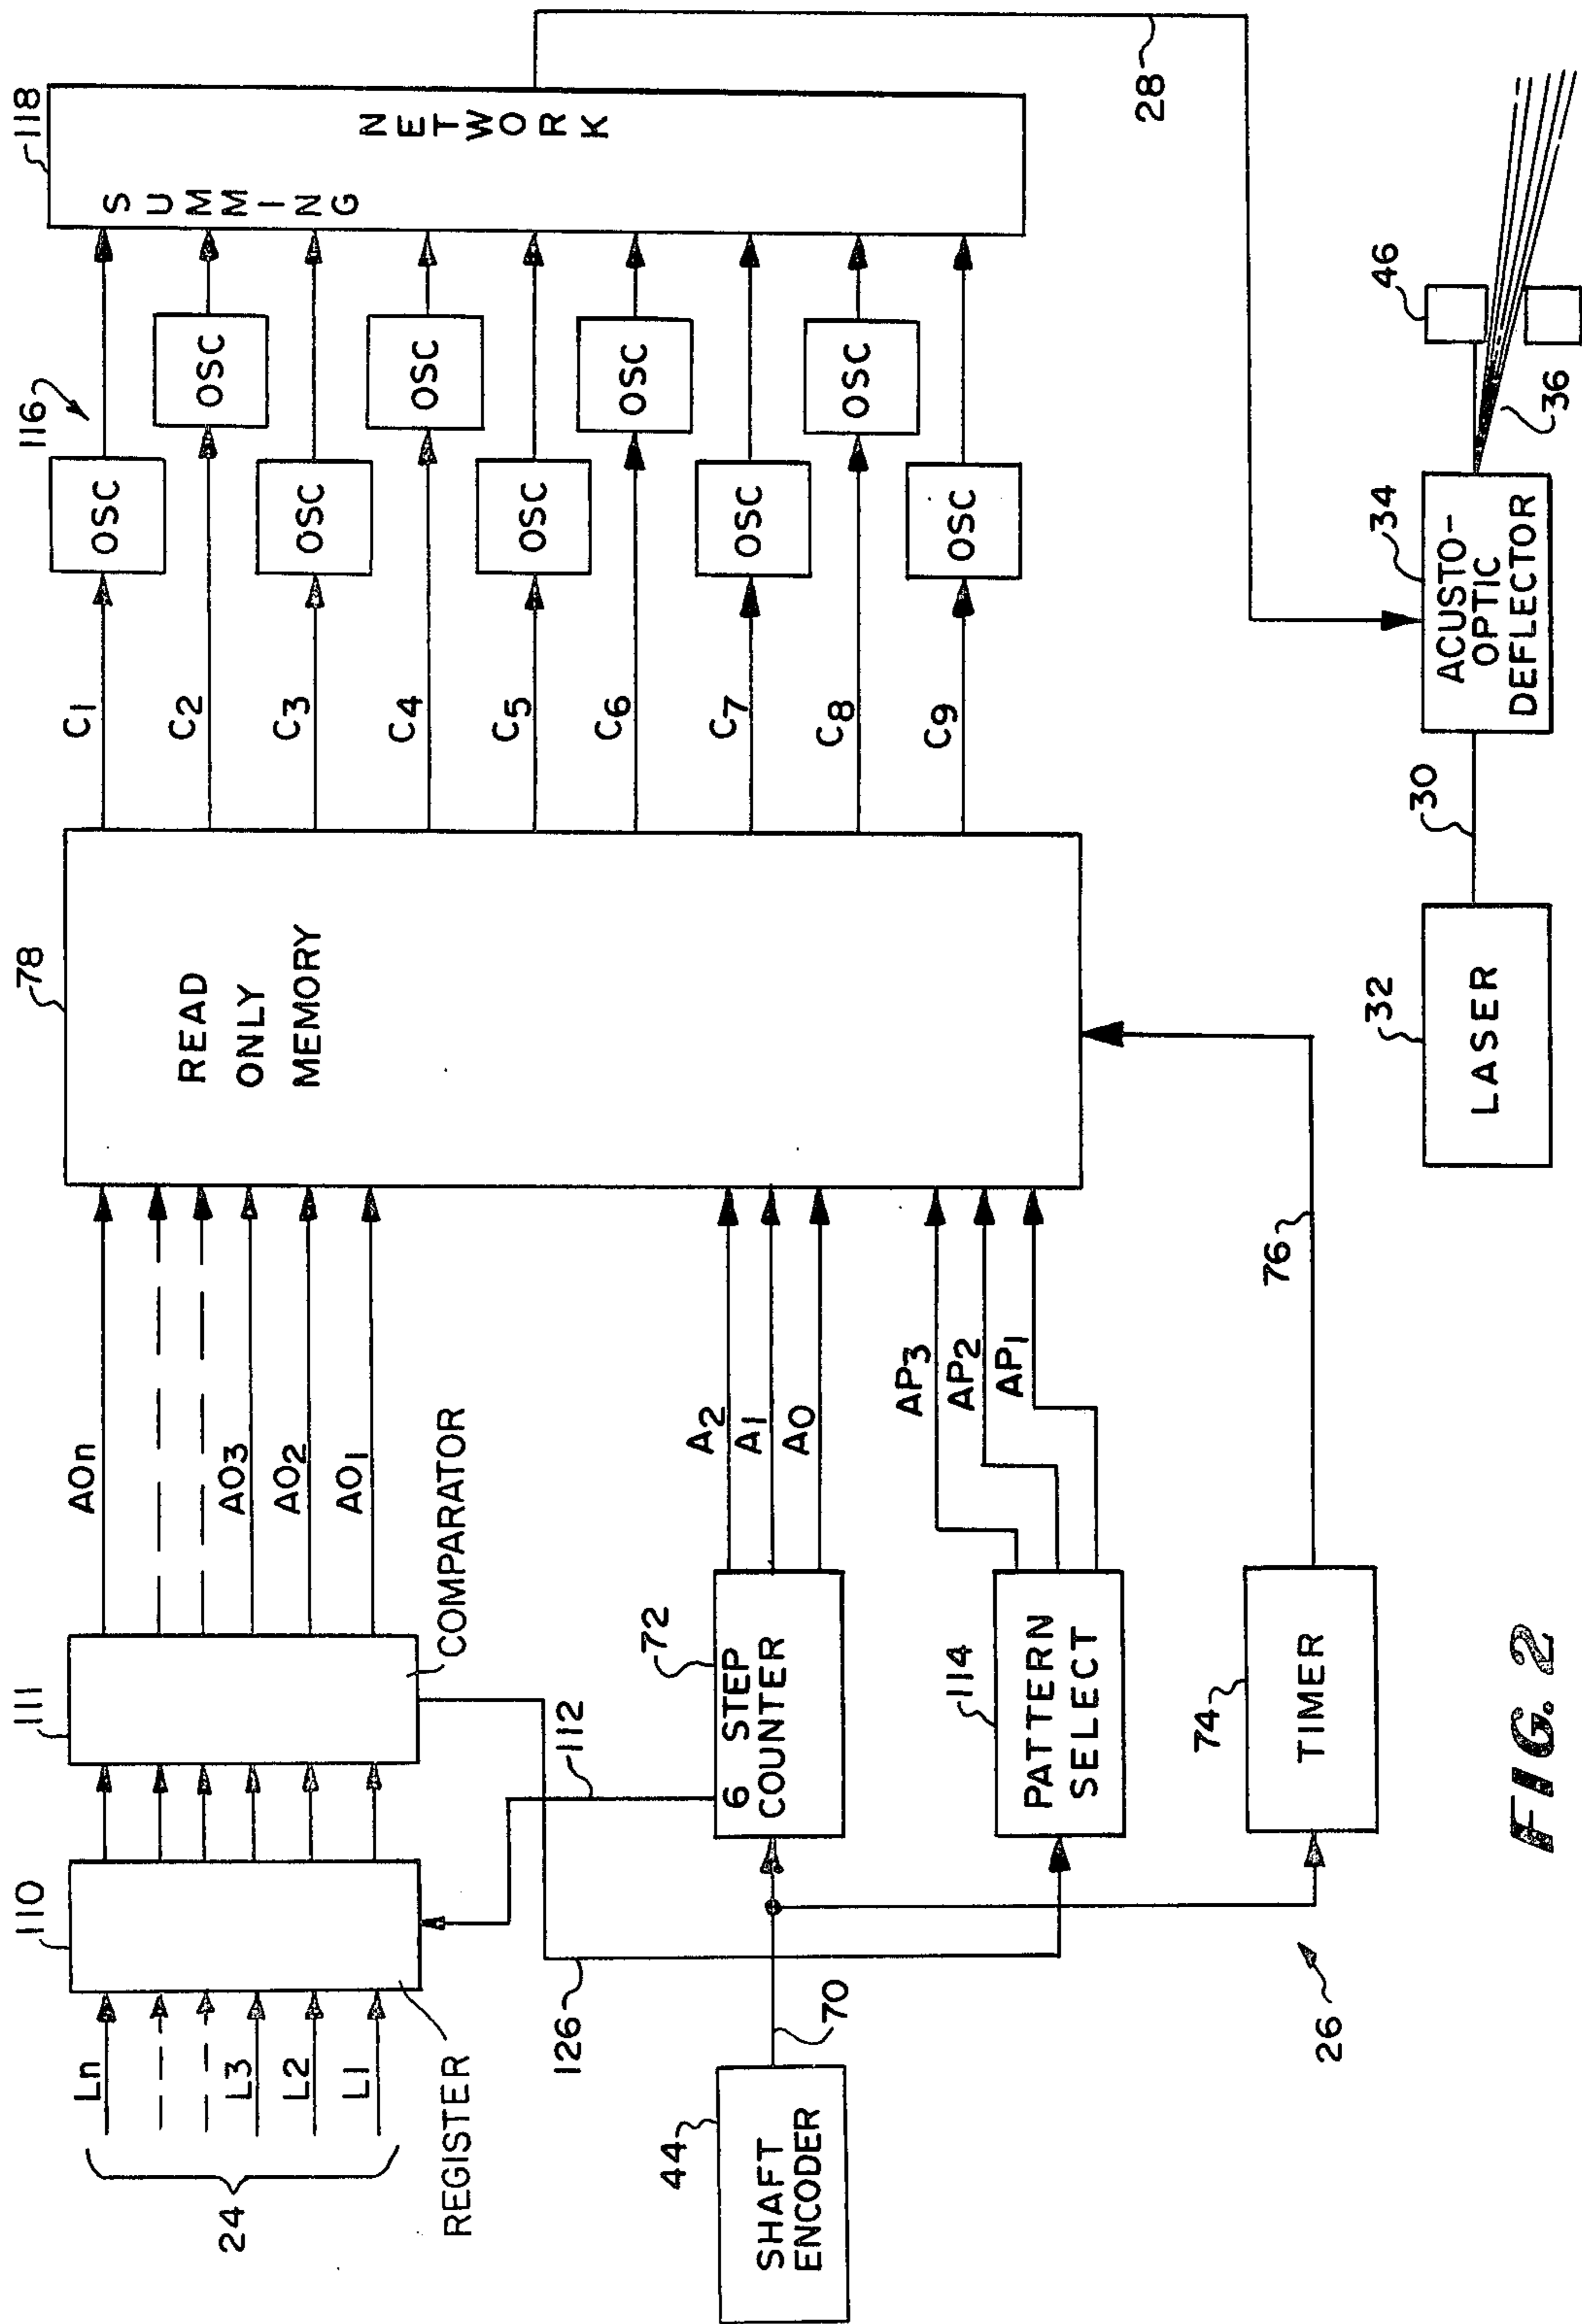 24
Ln
L3
L2
L1
REGISTER
110
111
COMPARATOR
AOn
AO3
AO2
AO1
112
126
44
SHAFT
ENCODER
70
72
6 STEP
COUNTER
A2
A1
AO
114
PATTERN
SELECT
AP3
AP2
AP1
74
TIMER
76
26
78
READ
ONLY
MEMORY
C1
C2
C3
C4
C5
C6
C7
C8
C9
116
OSC
OSC
OSC
OSC
OSC
OSC
OSC
OSC
OSC
118
SUMMING
NETWORK
28
32
LASER
30
34
ACUSTO-
OPTIC
DEFLECTOR
36
46
FIG. 2